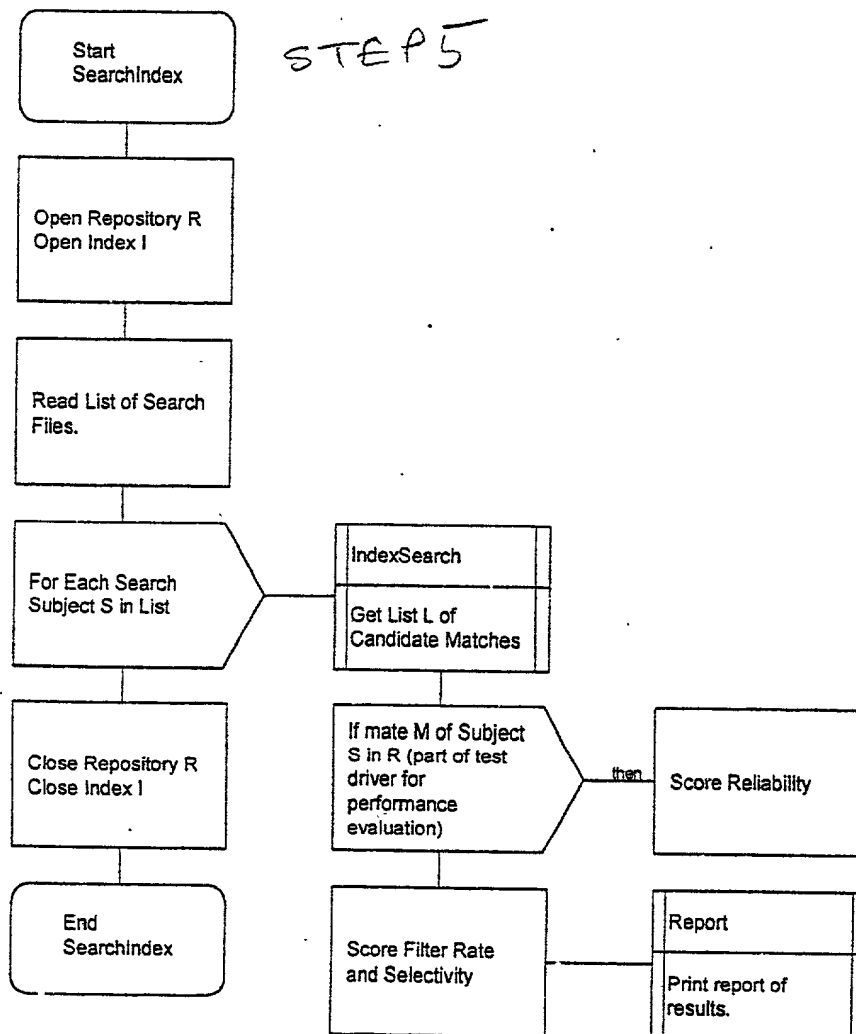 Start
SearchIndex
STEP 5
Open Repository R
Open Index I
Read List of Search
Files.
For Each Search
Subject S in List
IndexSearch
Get List L of
Candidate Matches
If mate M of Subject
S in R (part of test
driver for
performance
evaluation)
then
Score Reliability
Close Repository R
Close Index I
End
SearchIndex
Score Filter Rate
and Selectivity
Report
Print report of
results.